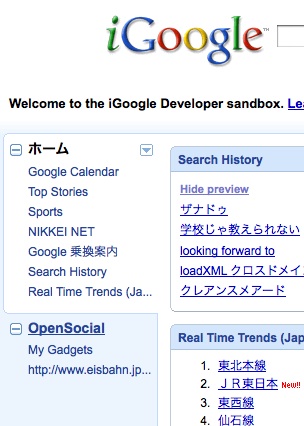 iGoogle™
Welcome to the iGoogle Developer sandbox. Le
ホーム
Google Calendar
Top Stories
Sports
NIKKEI NET
Google 乗換案内
Search History
Real Time Trends (Ja...
OpenSocial
My Gadgets
http://www.eisbahn.jp...
Search History
Hide preview
ザナドゥ
学校じゃ教えられない
looking forward to
loadXML クロスドメイ
クレアンスメアード
Real Time Trends (Jap
1. 東北本線
2. ＪＲ東日本 New!!
3. 東西線
4. 仙石線